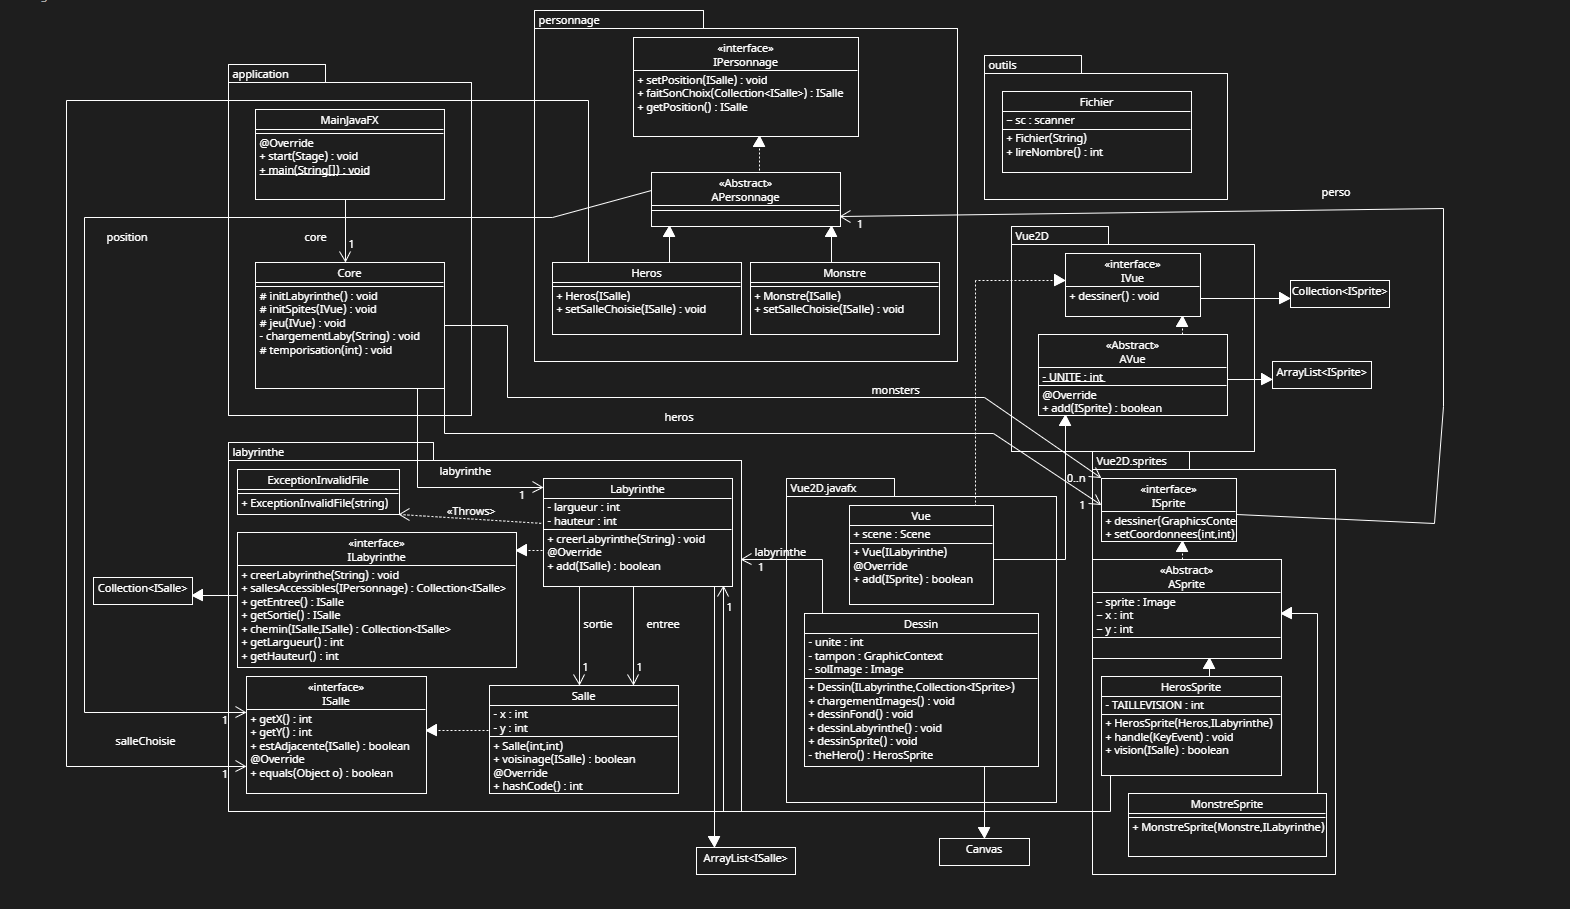 personnage
«interface»
IPersonnage
+ setPosition(ISalle) : void
+ faitSonChoix(Collection<ISalle>) : ISalle
+ getPosition() : ISalle
«Abstract»
APersonnage
1
Heros
+ Heros(ISalle)
+ setSalleChoisie(ISalle) : void
Monstre
+ Monstre(ISalle)
+ setSalleChoisie(ISalle) : void
application
MainJavaFX
@Override
+ start(Stage) : void
+ main(String[]) : void
position
core
1
Core
# initLabyrinthe() : void
# initSpites(IVue) : void
# jeu(IVue) : void
- chargementLaby(String) : void
# temporisation(int) : void
outils
Fichier
– sc : scanner
+ Fichier(String)
+ lireNombre() : int
perso
Vue2D
«interface»
IVue
+ dessiner() : void
Collection<ISprite>
«Abstract»
AVue
- UNITE : int
@Override
+ add(ISprite) : boolean
ArrayList<ISprite>
monsters
heros
labyrinthe
ExceptionInvalidFile
+ ExceptionInvalidFile(string)
labyrinthe
1
«Throws»
Labyrinthe
- largueur : int
- hauteur : int
+ creerLabyrinthe(String) : void
@Override
+ add(ISalle) : boolean
«interface»
ILabyrinthe
+ creerLabyrinthe(String) : void
+ sallesAccessibles(IPersonnage) : Collection<ISalle>
+ getEntree() : ISalle
+ getSortie() : ISalle
+ chemin(ISalle,ISalle) : Collection<ISalle>
+ getLargueur() : int
+ getHauteur() : int
Collection<ISalle>
sortie
entree
1
1
1
«interface»
ISalle
+ getX() : int
+ getY() : int
+ estAdjacente(ISalle) : boolean
@Override
+ equals(Object o) : boolean
1
salleChoisie
1
Salle
- x : int
- y : int
+ Salle(int,int)
+ voisinage(ISalle) : boolean
@Override
+ hashCode() : int
ArrayList<ISalle>
Vue2D.javafx
Vue
+ scene : Scene
+ Vue(ILabyrinthe)
@Override
+ add(ISprite) : boolean
labyrinthe
1
Dessin
- unite : int
- tampon : GraphicContext
- solImage : Image
+ Dessin(ILabyrinthe,Collection<ISprite>)
+ chargementImages() : void
+ dessinFond() : void
+ dessinLabyrinthe() : void
+ dessinSprite() : void
- theHero() : HerosSprite
Canvas
Vue2D.sprites
0..n
1
«interface»
ISprite
+ dessiner(GraphicsConte
+ setCoordonnees(int,int)
«Abstract»
ASprite
– sprite : Image
– x : int
– y : int
HerosSprite
- TAILLEVISION : int
+ HerosSprite(Heros,ILabyrinthe)
+ handle(KeyEvent) : void
+ vision(ISalle) : boolean
MonstreSprite
+ MonstreSprite(Monstre,ILabyrinthe)